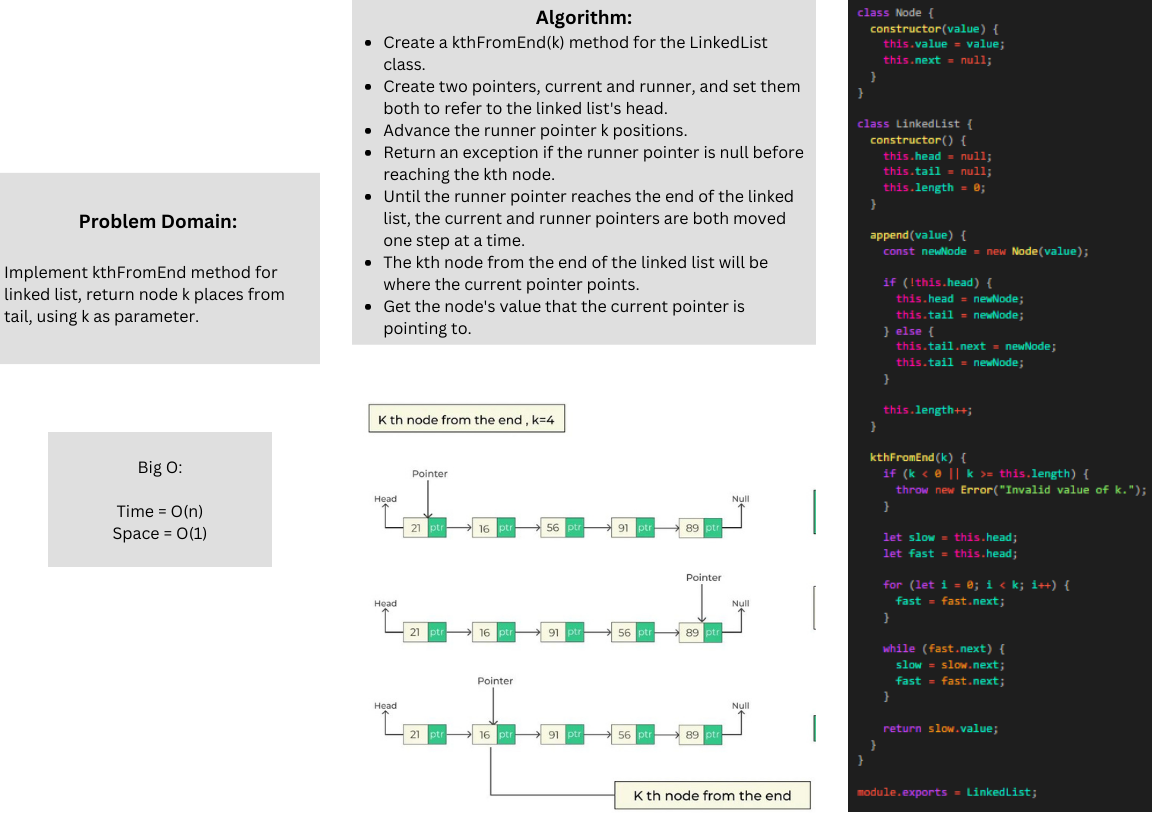 Problem Domain:
Implement kthFromEnd method for
linked list, return node k places from
tail, using k as parameter.
Big O:
Time = O(n)
Space = O(1)
Algorithm:
• Create a kthFromEnd(k) method for the LinkedList
class.
• Create two pointers, current and runner, and set them
both to refer to the linked list's head.
• Advance the runner pointer k positions.
• Return an exception if the runner pointer is null before
reaching the kth node.
• Until the runner pointer reaches the end of the linked
list, the current and runner pointers are both moved
one step at a time.
• The kth node from the end of the linked list will be
where the current pointer points.
• Get the node's value that the current pointer is
pointing to.
K th node from the end , k=4
Pointer
Head Null
21 ptr 16 ptr 56 ptr 91 ptr 89 ptr
Pointer
Head Null
21 ptr 16 ptr 91 ptr 56 ptr 89 ptr
Pointer
Head Null
21 ptr 16 ptr 91 ptr 56 ptr 89 ptr
K th node from the end
class Node {
  constructor(value) {
    this.value = value;
    this.next = null;
  }
}
class LinkedList {
  constructor() {
    this.head = null;
    this.tail = null;
    this.length = 0;
  }
  append(value) {
    const newNode = new Node(value);
    if (!this.head) {
      this.head = newNode;
      this.tail = newNode;
    } else {
      this.tail.next = newNode;
      this.tail = newNode;
    }
    this.length++;
  }
  kthFromEnd(k) {
    if (k < 0 || k >= this.length) {
      throw new Error("Invalid value of k.");
    }
    let slow = this.head;
    let fast = this.head;
    for (let i = 0; i < k; i++) {
      fast = fast.next;
    }
    while (fast.next) {
      slow = slow.next;
      fast = fast.next;
    }
    return slow.value;
  }
}
module.exports = LinkedList;